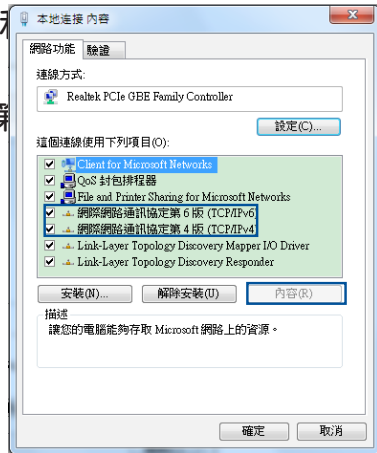 本地连接 內容
網路功能 驗證
連線方式:
Realtek PCIe GBE Family Controller
設定(C)...
這個連線使用下列項目(O):
Client for Microsoft Networks
QoS 封包排程器
File and Printer Sharing for Microsoft Networks
網際網路通訊協定第 6 版 (TCP/IPv6)
網際網路通訊協定第 4 版 (TCP/IPv4)
Link-Layer Topology Discovery Mapper I/O Driver
Link-Layer Topology Discovery Responder
安裝(N)... 解除安裝(U) 內容(R)
描述
讓您的電腦能夠存取 Microsoft 網路上的資源。
確定 取消